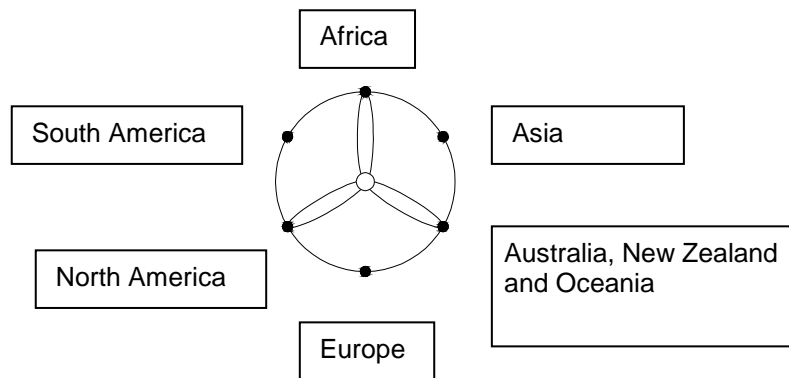 Africa
South America
Asia
North America
Australia, New Zealand
and Oceania
Europe